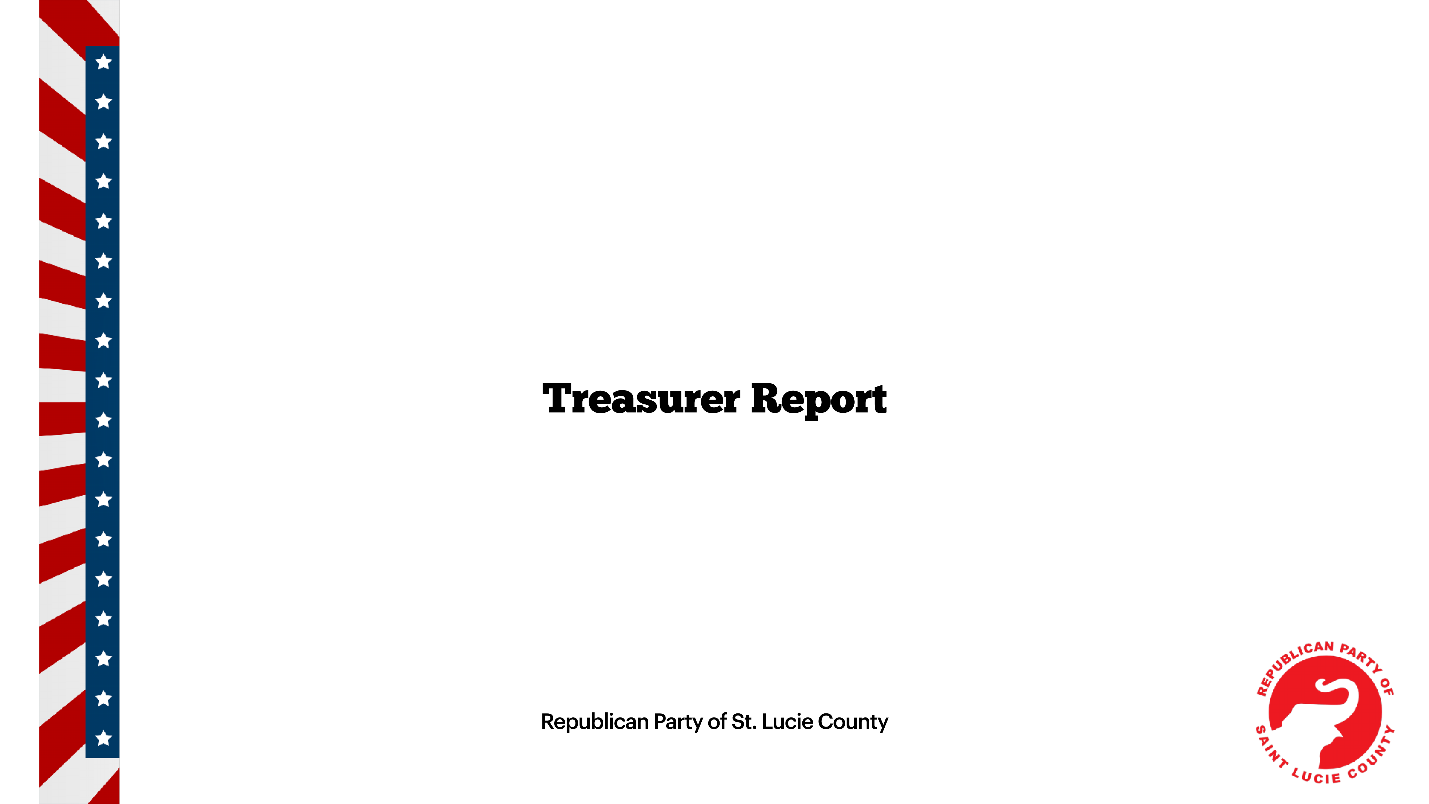 Treasurer Report
Republican Party of St. Lucie County
REPUBLICAN PARTY OF
SAINT LUCIE COUNTY